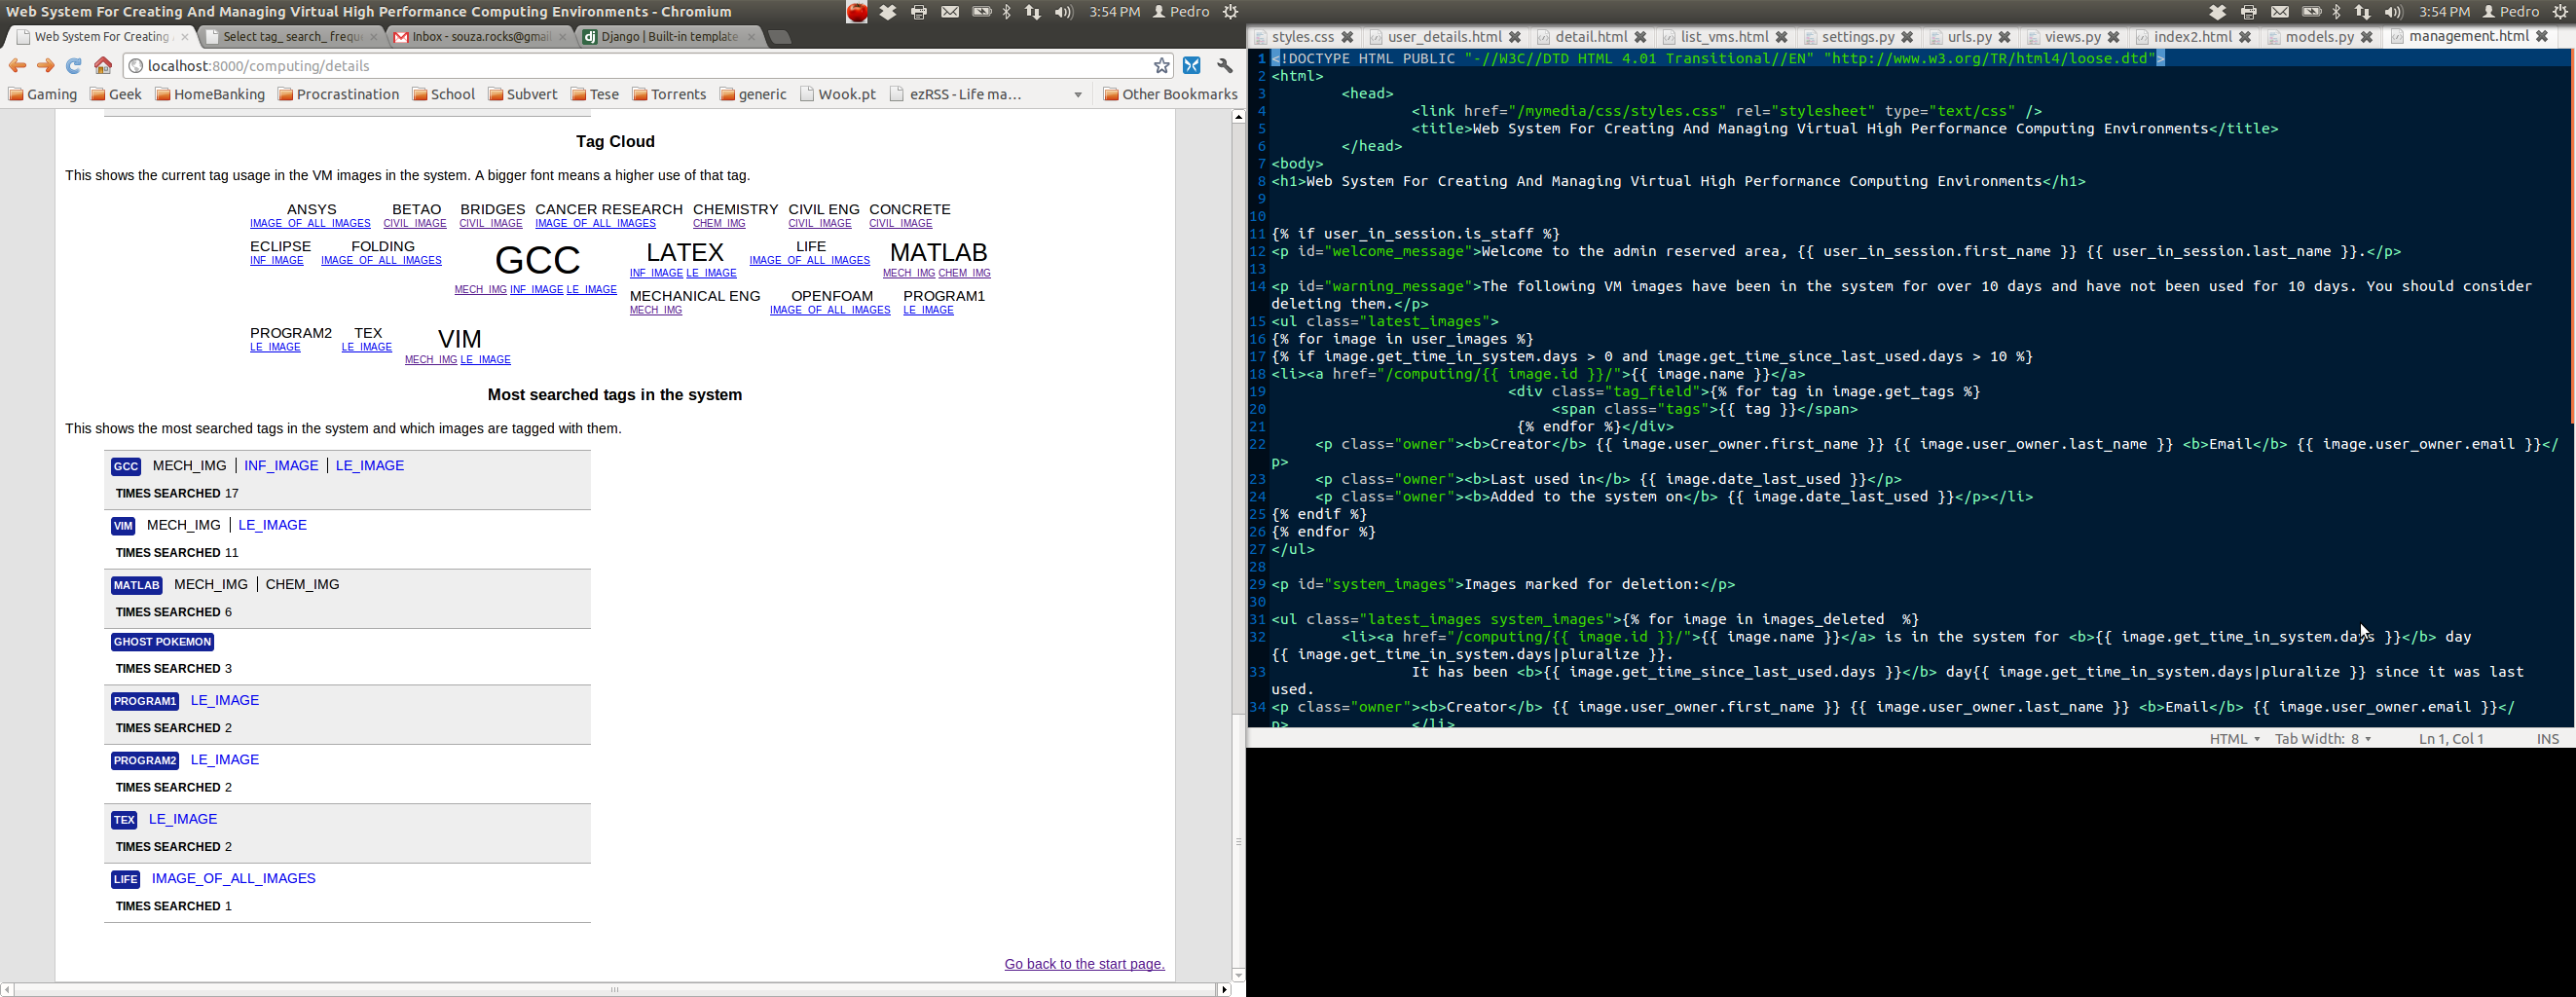 Web System For Creating And Managing Virtual High Performance Computing Environments - Chromium
3:54 PM Pedro
3:54 PM Pedro
Web System For Creating
Select tag_ search_ frequ
Inbox - souza.rocks@gmail
Django | Built-in template
localhost:8000/computing/details
Gaming Geek HomeBanking Procrastination School Subvert Tese Torrents generic Wook.pt ezRSS - Life ma... Other Bookmarks
Tag Cloud
This shows the current tag usage in the VM images in the system. A bigger font means a higher use of that tag.
ANSYS BETAO BRIDGES CANCER RESEARCH CHEMISTRY CIVIL ENG CONCRETE
IMAGE_OF_ALL_IMAGES CIVIL_IMAGE CIVIL_IMAGE IMAGE_OF_ALL_IMAGES CHEM_IMG CIVIL_IMAGE CIVIL_IMAGE
ECLIPSE FOLDING GCC LATEX LIFE MATLAB
INF_IMAGE IMAGE_OF_ALL_IMAGES MECH_IMG INF_IMAGE LE_IMAGE INF_IMAGE LE_IMAGE IMAGE_OF_ALL_IMAGES MECH_IMG CHEM_IMG
MECHANICAL ENG OPENFOAM PROGRAM1
MECH_IMG IMAGE_OF_ALL_IMAGES LE_IMAGE
PROGRAM2 TEX VIM
LE_IMAGE LE_IMAGE MECH_IMG LE_IMAGE
Most searched tags in the system
This shows the most searched tags in the system and which images are tagged with them.
GCC MECH_IMG | INF_IMAGE | LE_IMAGE
TIMES SEARCHED 17
VIM MECH_IMG | LE_IMAGE
TIMES SEARCHED 11
MATLAB MECH_IMG | CHEM_IMG
TIMES SEARCHED 6
GHOST POKEMON
TIMES SEARCHED 3
PROGRAM1 LE_IMAGE
TIMES SEARCHED 2
PROGRAM2 LE_IMAGE
TIMES SEARCHED 2
TEX LE_IMAGE
TIMES SEARCHED 2
LIFE IMAGE_OF_ALL_IMAGES
TIMES SEARCHED 1
Go back to the start page.
styles.css user_details.html detail.html list_vms.html settings.py urls.py views.py index2.html models.py management.html
1 <!DOCTYPE HTML PUBLIC "-//W3C//DTD HTML 4.01 Transitional//EN" "http://www.w3.org/TR/html4/loose.dtd">
2 <html>
3 <head>
4 <link href="/mymedia/css/styles.css" rel="stylesheet" type="text/css" />
5 <title>Web System For Creating And Managing Virtual High Performance Computing Environments</title>
6 </head>
7 <body>
8 <h1>Web System For Creating And Managing Virtual High Performance Computing Environments</h1>
9
10
11 {% if user_in_session.is_staff %}
12 <p id="welcome_message">Welcome to the admin reserved area, {{ user_in_session.first_name }} {{ user_in_session.last_name }}.</p>
13
14 <p id="warning_message">The following VM images have been in the system for over 10 days and have not been used for 10 days. You should consider
deleting them.</p>
15 <ul class="latest_images">
16 {% for image in user_images %}
17 {% if image.get_time_in_system.days > 0 and image.get_time_since_last_used.days > 10 %}
18 <li><a href="/computing/{{ image.id }}/">{{ image.name }}</a>
19 <div class="tag_field">{% for tag in image.get_tags %}
20 <span class="tags">{{ tag }}</span>
21 {% endfor %}</div>
22 <p class="owner"><b>Creator</b> {{ image.user_owner.first_name }} {{ image.user_owner.last_name }} <b>Email</b> {{ image.user_owner.email }}</
p>
23 <p class="owner"><b>Last used in</b> {{ image.date_last_used }}</p>
24 <p class="owner"><b>Added to the system on</b> {{ image.date_last_used }}</p></li>
25 {% endif %}
26 {% endfor %}
27 </ul>
28
29 <p id="system_images">Images marked for deletion:</p>
30
31 <ul class="latest_images system_images">{% for image in images_deleted  %}
32 <li><a href="/computing/{{ image.id }}/">{{ image.name }}</a> is in the system for <b>{{ image.get_time_in_system.days }}</b> day
{{ image.get_time_in_system.days|pluralize }}.
33 It has been <b>{{ image.get_time_since_last_used.days }}</b> day{{ image.get_time_in_system.days|pluralize }} since it was last
used.
34 <p class="owner"><b>Creator</b> {{ image.user_owner.first_name }} {{ image.user_owner.last_name }} <b>Email</b> {{ image.user_owner.email }}</
p> </li>
HTML Tab Width: 8 Ln 1, Col 1 INS